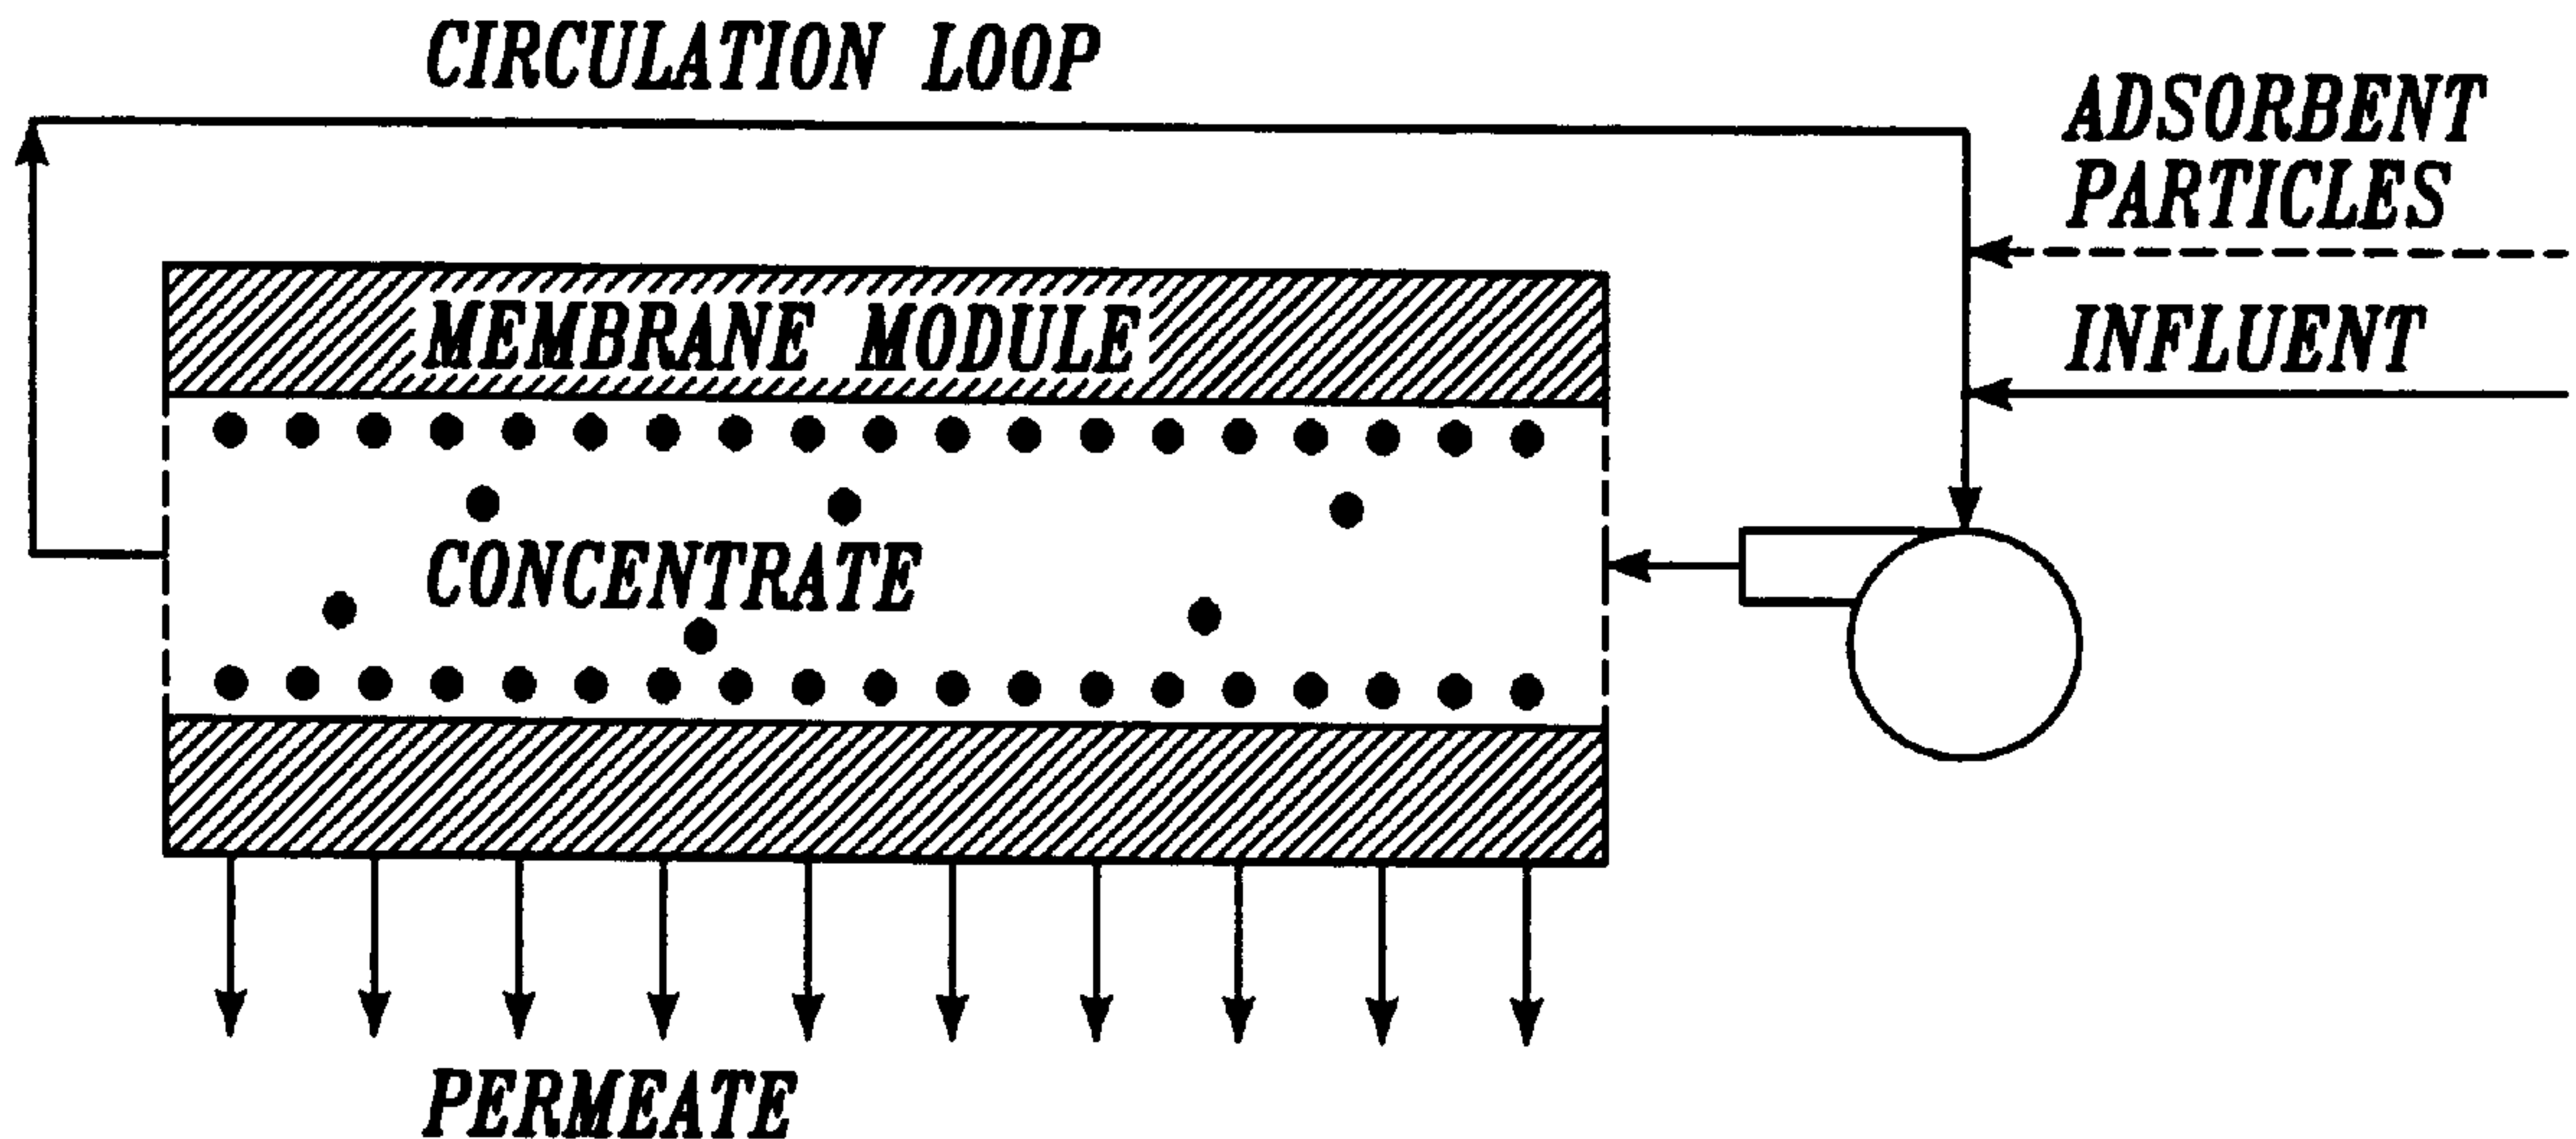 CIRCULATION LOOP
ADSORBENT
PARTICLES
INFLUENT
MEMBRANE MODULE
CONCENTRATE
PERMEATE